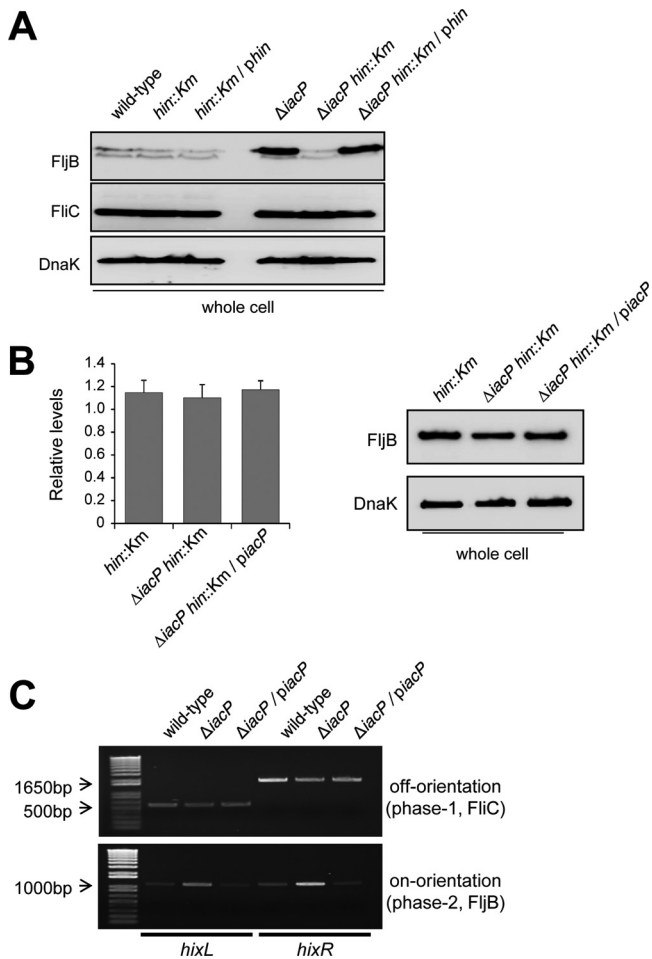 A
wild-type
hin::Km
hin::Km / phin
ΔiacP
ΔiacP hin::Km
ΔiacP hin::Km / phin
FljB
FliC
DnaK
whole cell
B
Relative levels
1.4
1.2
1.0
0.8
0.6
0.4
0.2
0
hin::Km
ΔiacP hin::Km
ΔiacP hin::Km / piacP
hin::Km
ΔiacP hin::Km
ΔiacP hin::Km / piacP
FljB
DnaK
whole cell
C
wild-type
ΔiacP
ΔiacP / piacP
wild-type
ΔiacP
ΔiacP / piacP
1650bp
500bp
off-orientation
(phase-1, FliC)
1000bp
on-orientation
(phase-2, FljB)
hixL
hixR